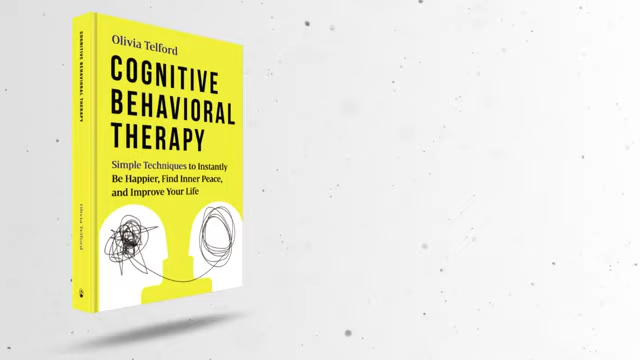 Olivia Telford
COGNITIVE
BEHAVIORAL
THERAPY
Simple Techniques to Instantly
Be Happier, Find Inner Peace,
and Improve Your Life
COGNITIVE BEHAVIORAL THERAPY
Olivia Telford